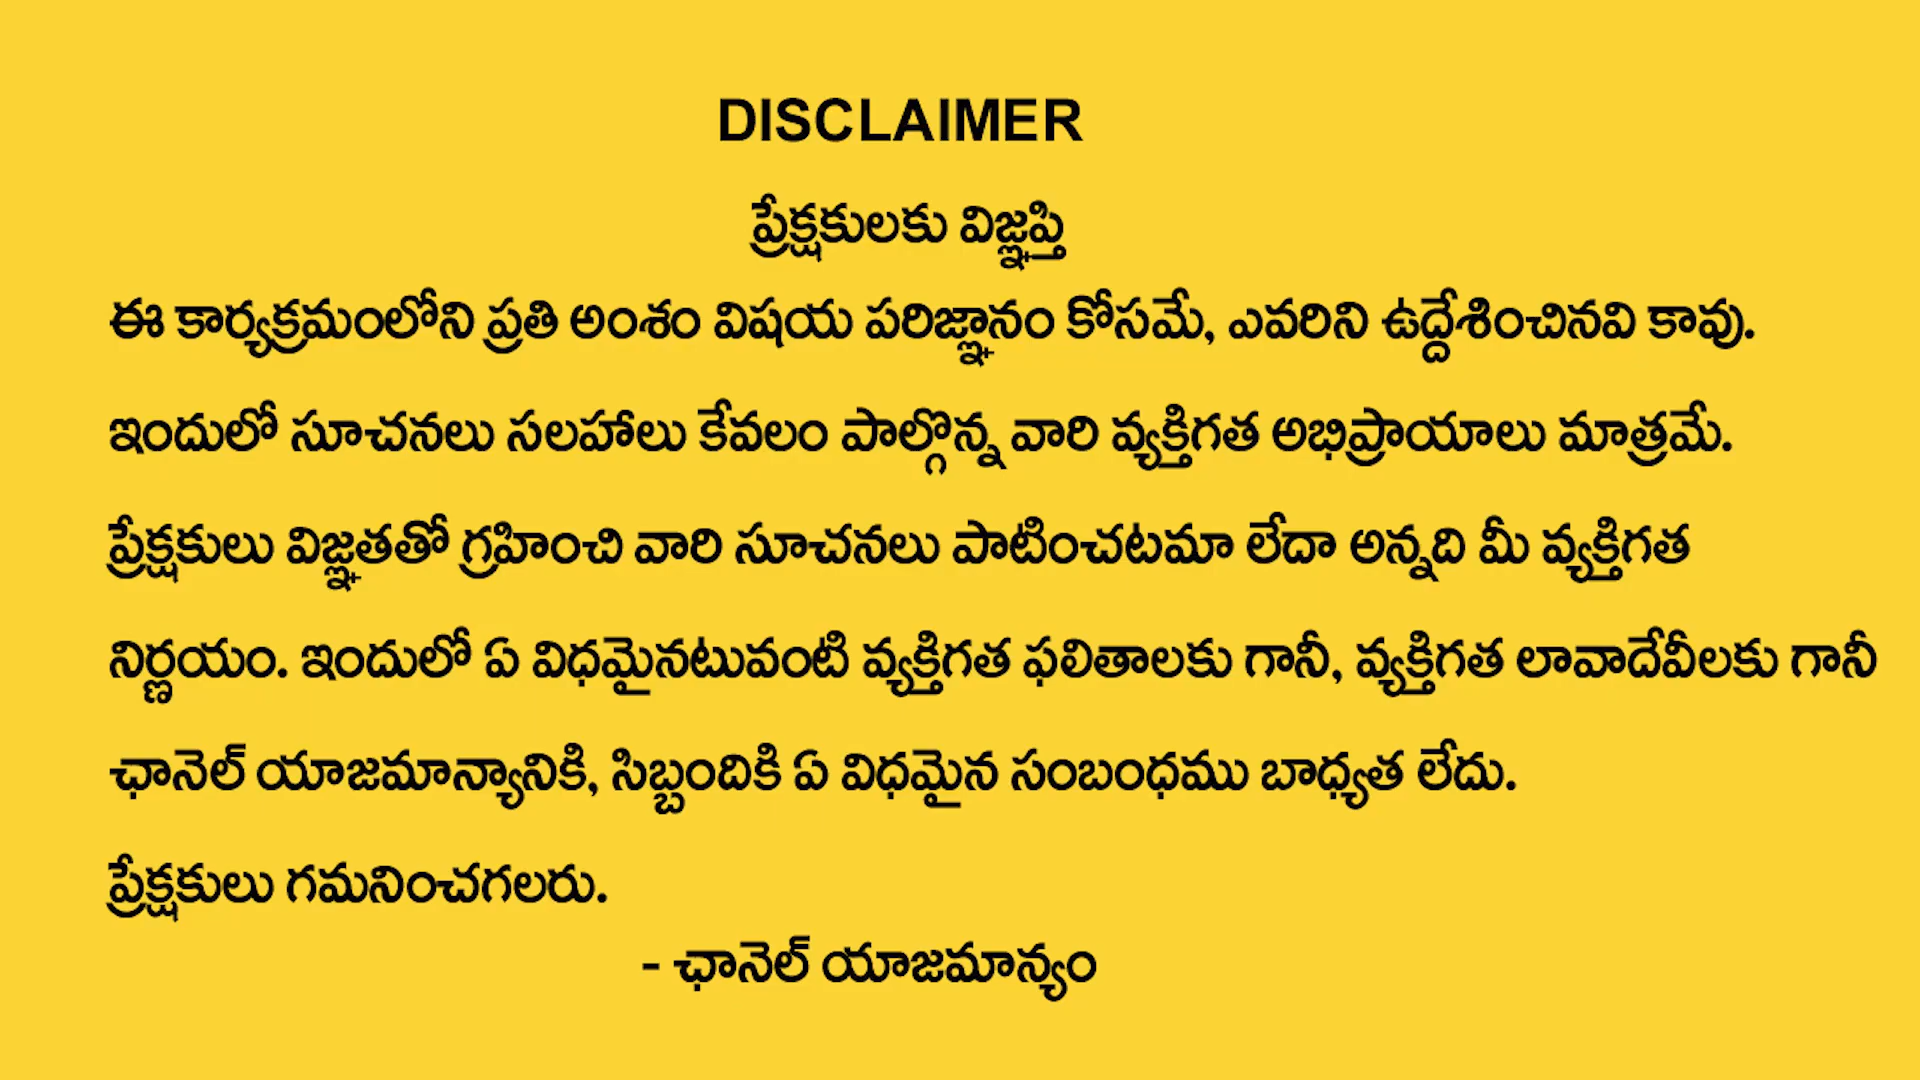 DISCLAIMER
ప్రేక్షకులకు విజ్ఞప్తి
ఈ కార్యక్రమంలోని ప్రతి అంశం విషయ పరిజ్ఞానం కోసమే, ఎవరిని ఉద్దేశించినవి కావు.
ఇందులో సూచనలు సలహాలు కేవలం పాల్గొన్న వారి వ్యక్తిగత అభిప్రాయాలు మాత్రమే.
ప్రేక్షకులు విజ్ఞతతో గ్రహించి వారి సూచనలు పాటించటమా లేదా అన్నది మీ వ్యక్తిగత
నిర్ణయం. ఇందులో ఏ విధమైనటువంటి వ్యక్తిగత ఫలితాలకు గానీ, వ్యక్తిగత లావాదేవీలకు గానీ
ఛానెల్ యాజమాన్యానికి, సిబ్బందికి ఏ విధమైన సంబంధము బాధ్యత లేదు.
ప్రేక్షకులు గమనించగలరు.
- ఛానెల్ యాజమాన్యం